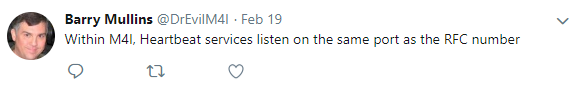 Barry Mullins @DrEvilM4I · Feb 19
Within M4I, Heartbeat services listen on the same port as the RFC number